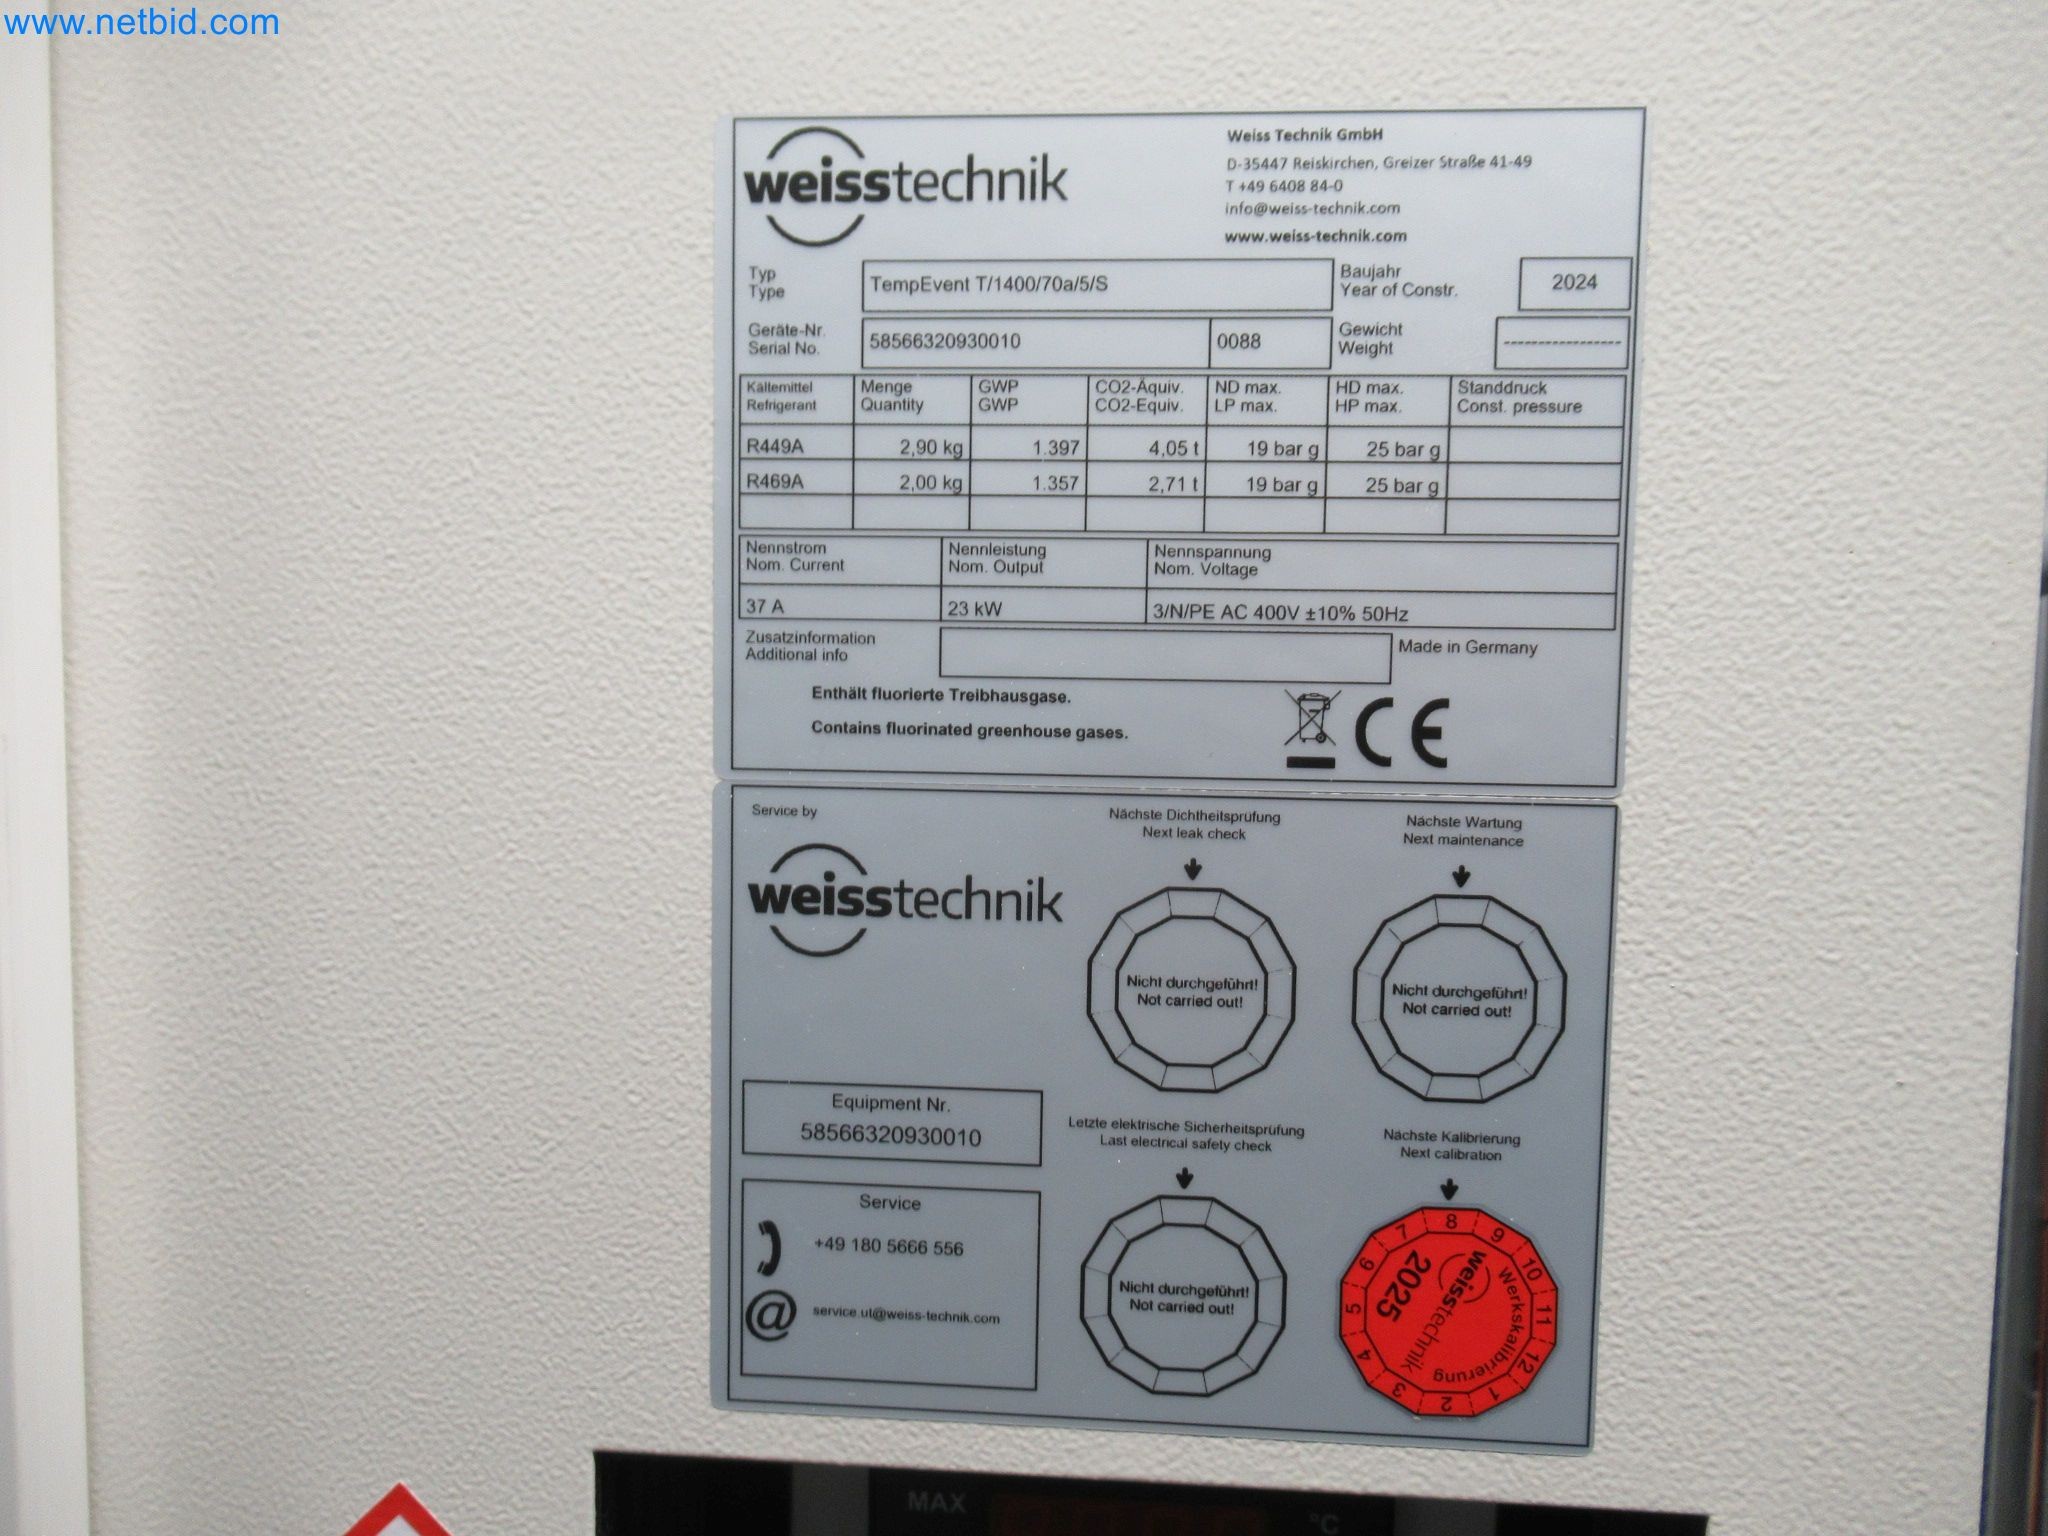 www.netbid.com
weisstechnik
Weiss Technik GmbH
D-35447 Reiskirchen, Greizer Straße 41-49
T +49 6408 84-0
info@weiss-technik.com
www.weiss-technik.com
Typ
Type
TempEvent T/1400/70a/5/S
Baujahr
Year of Constr.
2024
Geräte-Nr.
Serial No.
58566320930010
0088
Gewicht
Weight
-----------------
Kältemittel Menge GWP CO2-Äquiv. ND max. HD max. Standdruck
Refrigerant Quantity GWP CO2-Equiv. LP max. HP max. Const. pressure
R449A 2,90 kg 1.397 4,05 t 19 bar g 25 bar g
R469A 2,00 kg 1.357 2,71 t 19 bar g 25 bar g
Nennstrom Nennleistung Nennspannung
Nom. Current Nom. Output Nom. Voltage
37 A 23 kW 3/N/PE AC 400V ±10% 50Hz
Zusatzinformation
Additional info
Made in Germany
Enthält fluorierte Treibhausgase.
Contains fluorinated greenhouse gases.
CE
Service by
weisstechnik
Nächste Dichtheitsprüfung
Next leak check
Nicht durchgeführt!
Not carried out!
Nächste Wartung
Next maintenance
Nicht durchgeführt!
Not carried out!
Equipment Nr.
58566320930010
Letzte elektrische Sicherheitsprüfung
Last electrical safety check
Nicht durchgeführt!
Not carried out!
Nächste Kalibrierung
Next calibration
1 2 3 4 5 6 7 8 9 10 11 12
Werkskalibrierung
weisstechnik
2025
Service
+49 180 5666 556
@ service.ut@weiss-technik.com
MAX
°C